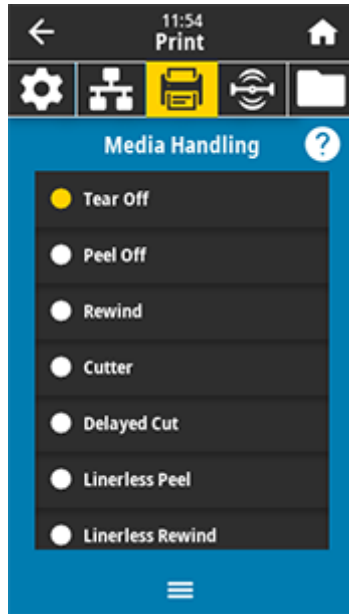 11:54
Print
Media Handling
?
Tear Off
Peel Off
Rewind
Cutter
Delayed Cut
Linerless Peel
Linerless Rewind